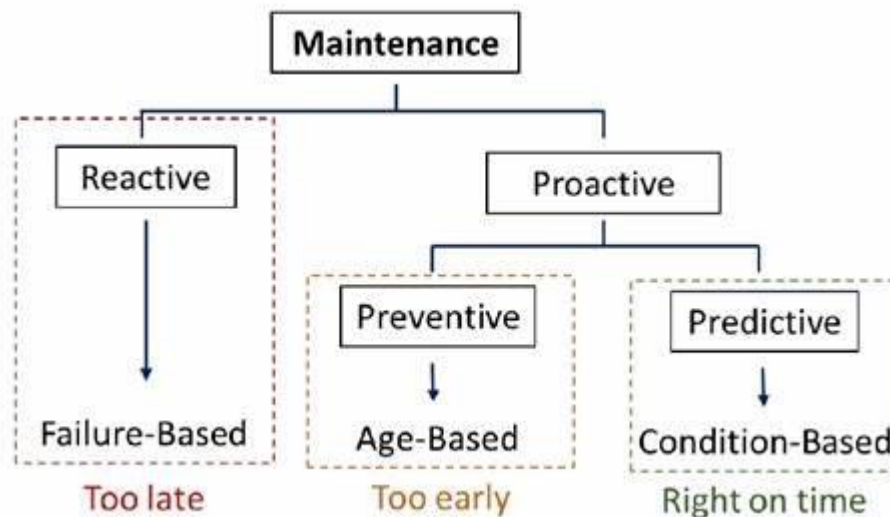 Maintenance
Reactive
Proactive
Preventive
Predictive
Failure-Based
Age-Based
Condition-Based
Too late
Too early
Right on time